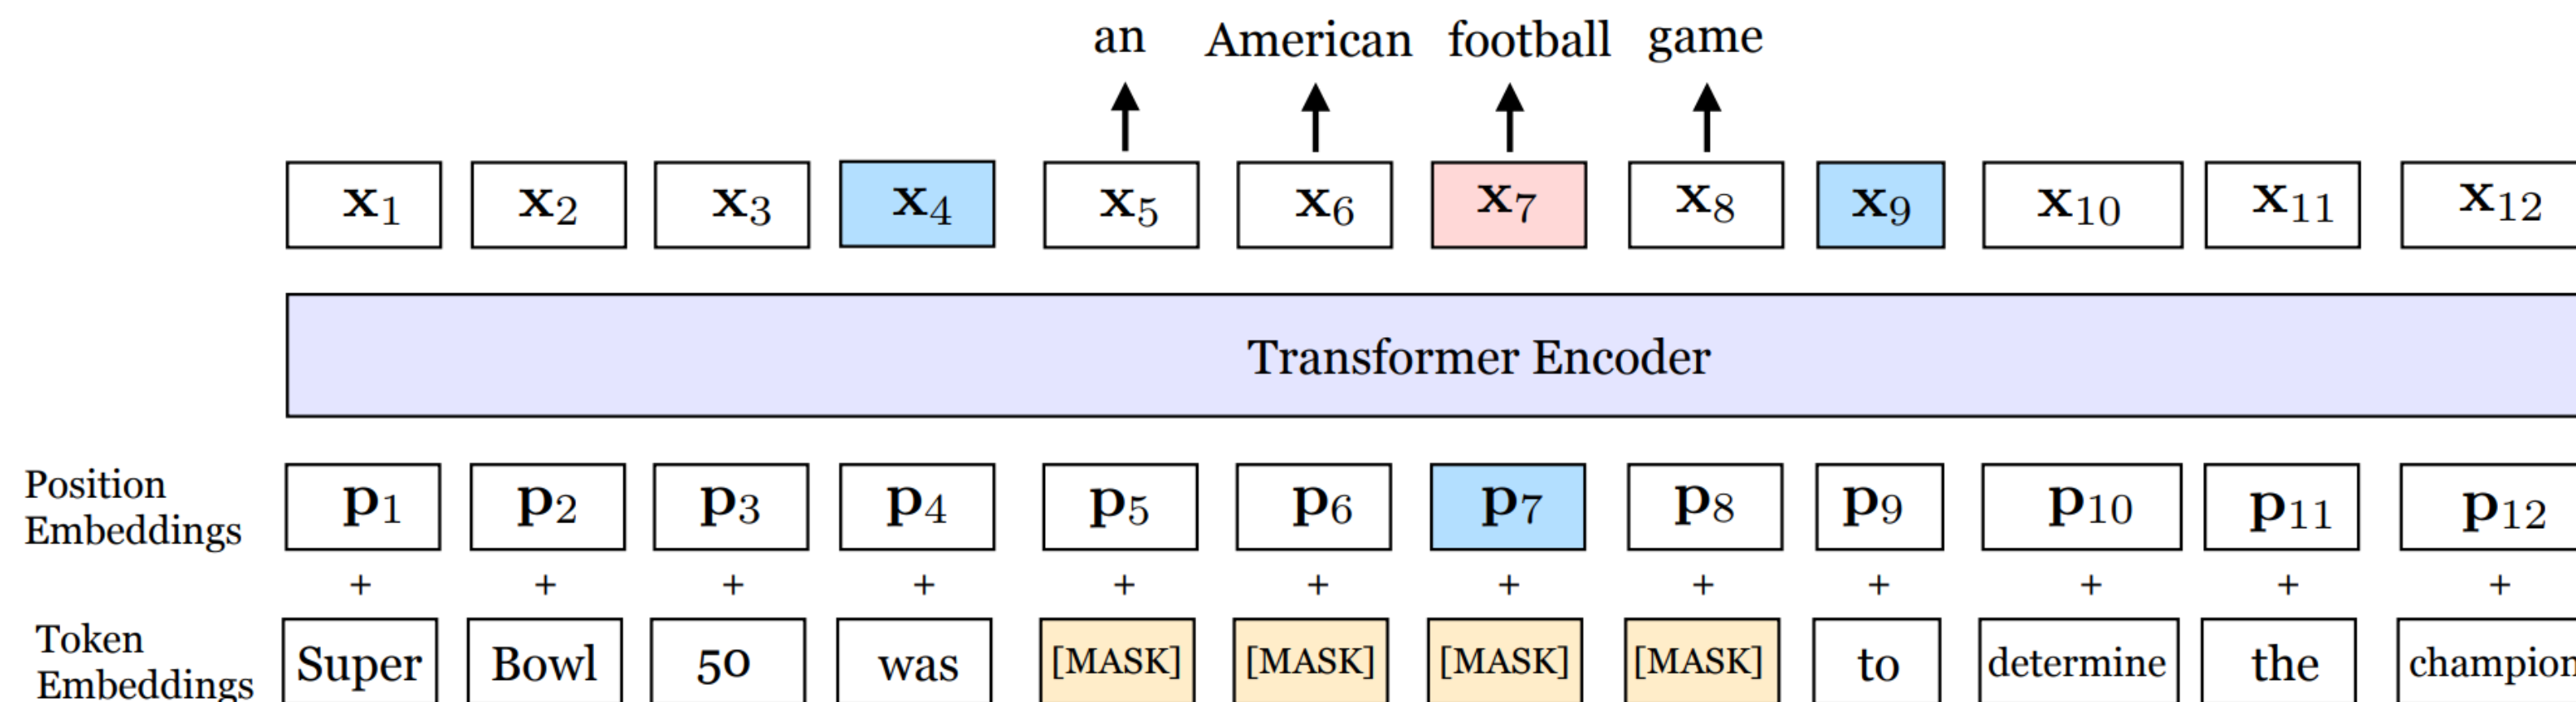 an American football game
x1 x2 x3 x4 x5 x6 x7 x8 x9 x10 x11 x12
Transformer Encoder
Position
Embeddings
p1 p2 p3 p4 p5 p6 p7 p8 p9 p10 p11 p12
+ + + + + + + + + + + +
Token
Embeddings
Super Bowl 50 was [MASK] [MASK] [MASK] [MASK] to determine the champion